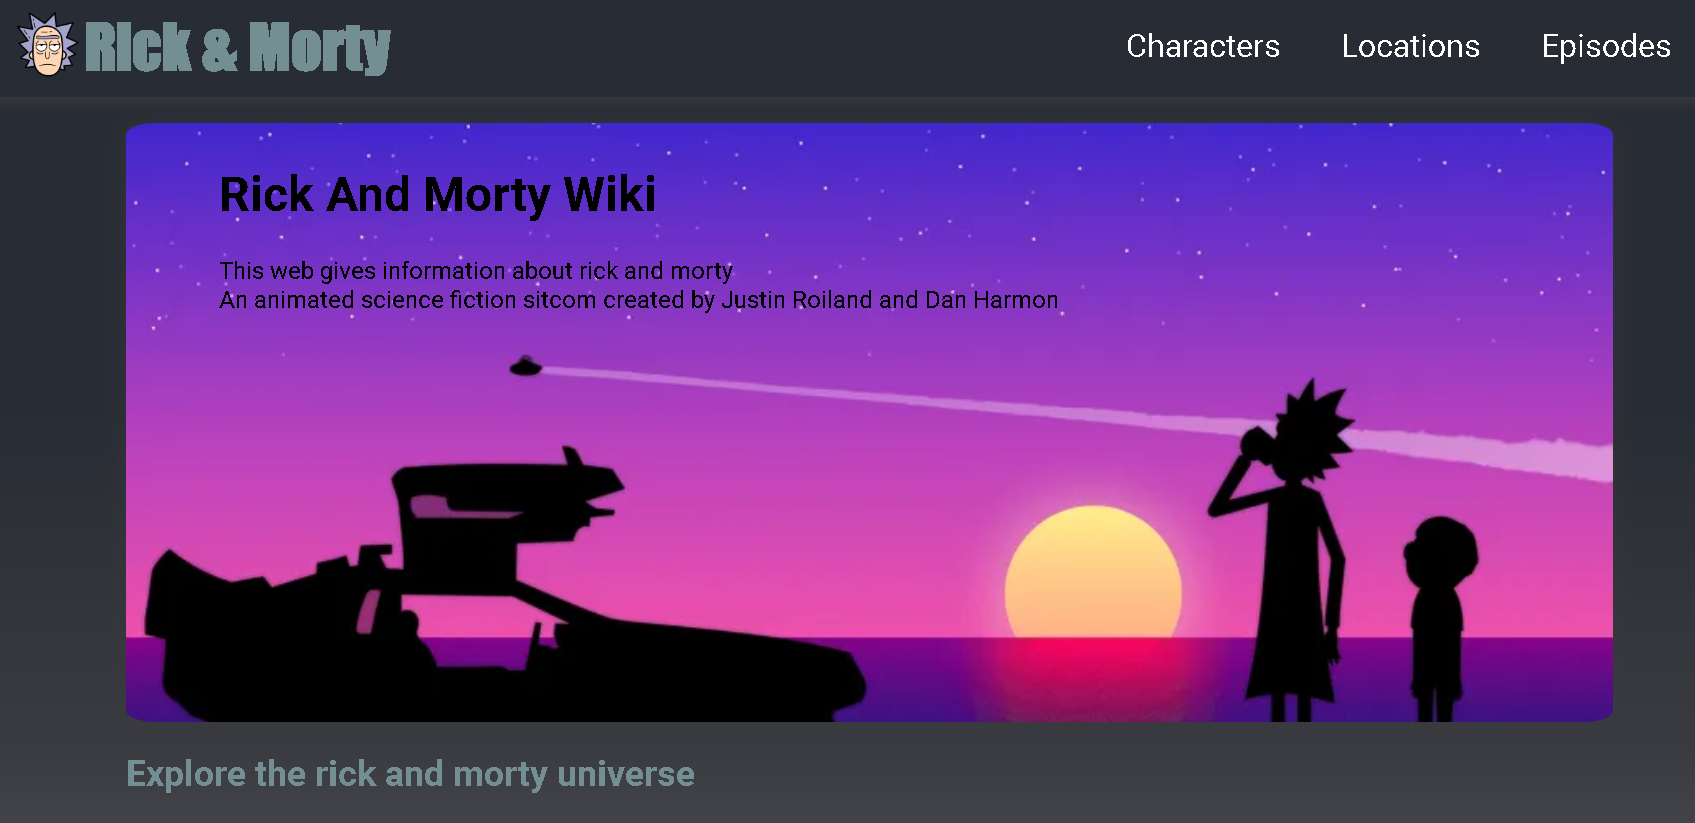 Rick & Morty
Characters
Locations
Episodes
Rick And Morty Wiki
This web gives information about rick and morty
An animated science fiction sitcom created by Justin Roiland and Dan Harmon
Explore the rick and morty universe